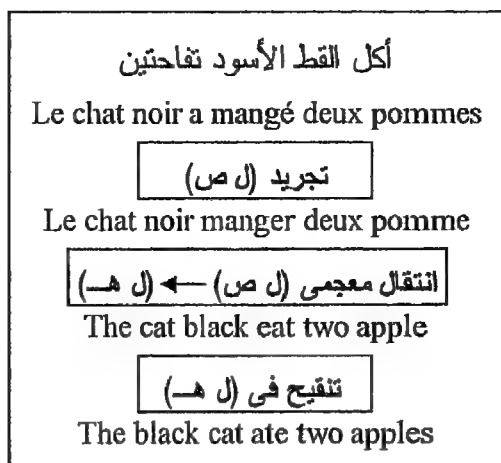 أكل القط الأسود تفاحتين
Le chat noir a mangé deux pommes
تجريد (ل ص)
Le chat noir manger deux pomme
انتقال معجمى (ل ص) ← (ل هـ)
The cat black eat two apple
تنقيح فى (ل هـ)
The black cat ate two apples